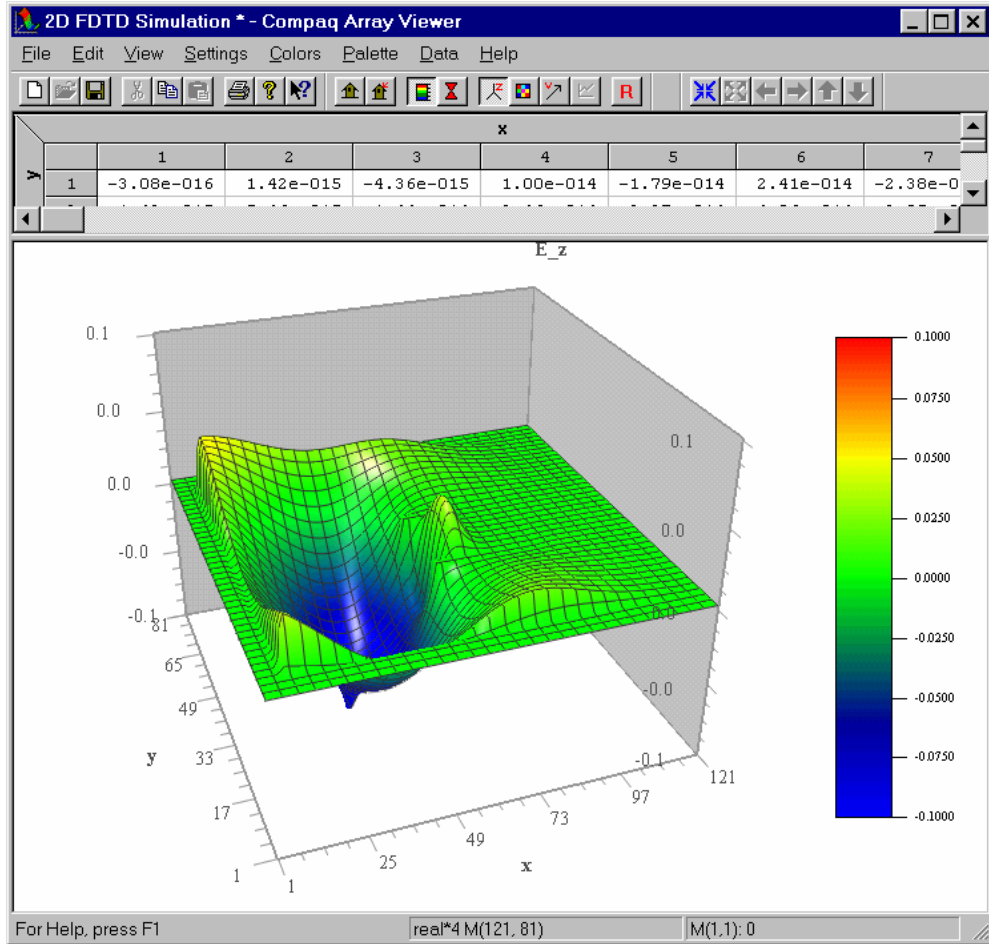 2D FDTD Simulation * - Compaq Array Viewer
File Edit View Settings Colors Palette Data Help
R
x
1 2 3 4 5 6 7
y
1 -3.08e-016 1.42e-015 -4.36e-015 1.00e-014 -1.79e-014 2.41e-014 -2.38e-0
E_z
0.1
0.0
0.0
-0.0
-0.1
0.1
0.0
0.0
-0.0
-0.1
81
65
49
33
17
1
y
1
25
49
73
97
121
x
0.1000
0.0750
0.0500
0.0250
0.0000
-0.0250
-0.0500
-0.0750
-0.1000
For Help, press F1 real*4 M(121, 81) M(1,1): 0